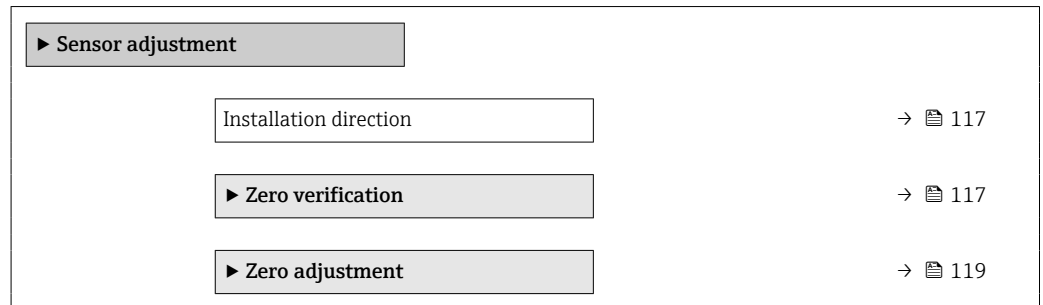 ▶ Sensor adjustment
Installation direction → 117
▶ Zero verification → 117
▶ Zero adjustment → 119